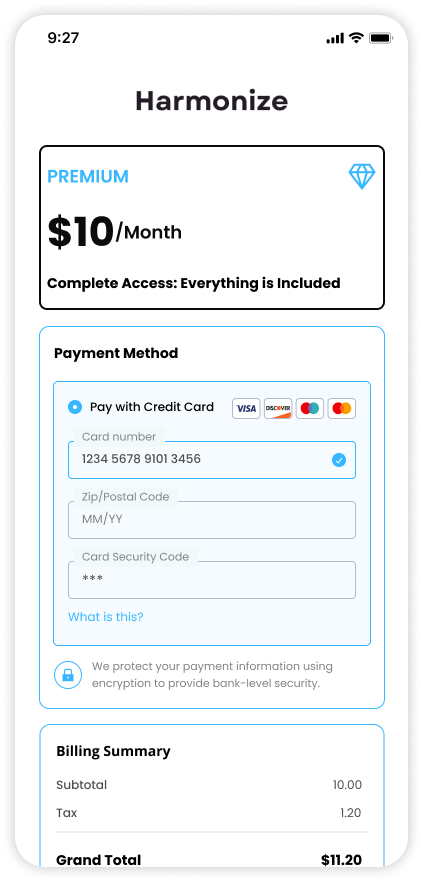 9:27
Harmonize
PREMIUM
$10/Month
Complete Access: Everything is Included
Payment Method
Pay with Credit Card VISA DISCOVER
Card number
1234 5678 9101 3456
Zip/Postal Code
MM/YY
Card Security Code
***
What is this?
We protect your payment information using
encryption to provide bank-level security.
Billing Summary
Subtotal 10.00
Tax 1.20
Grand Total $11.20